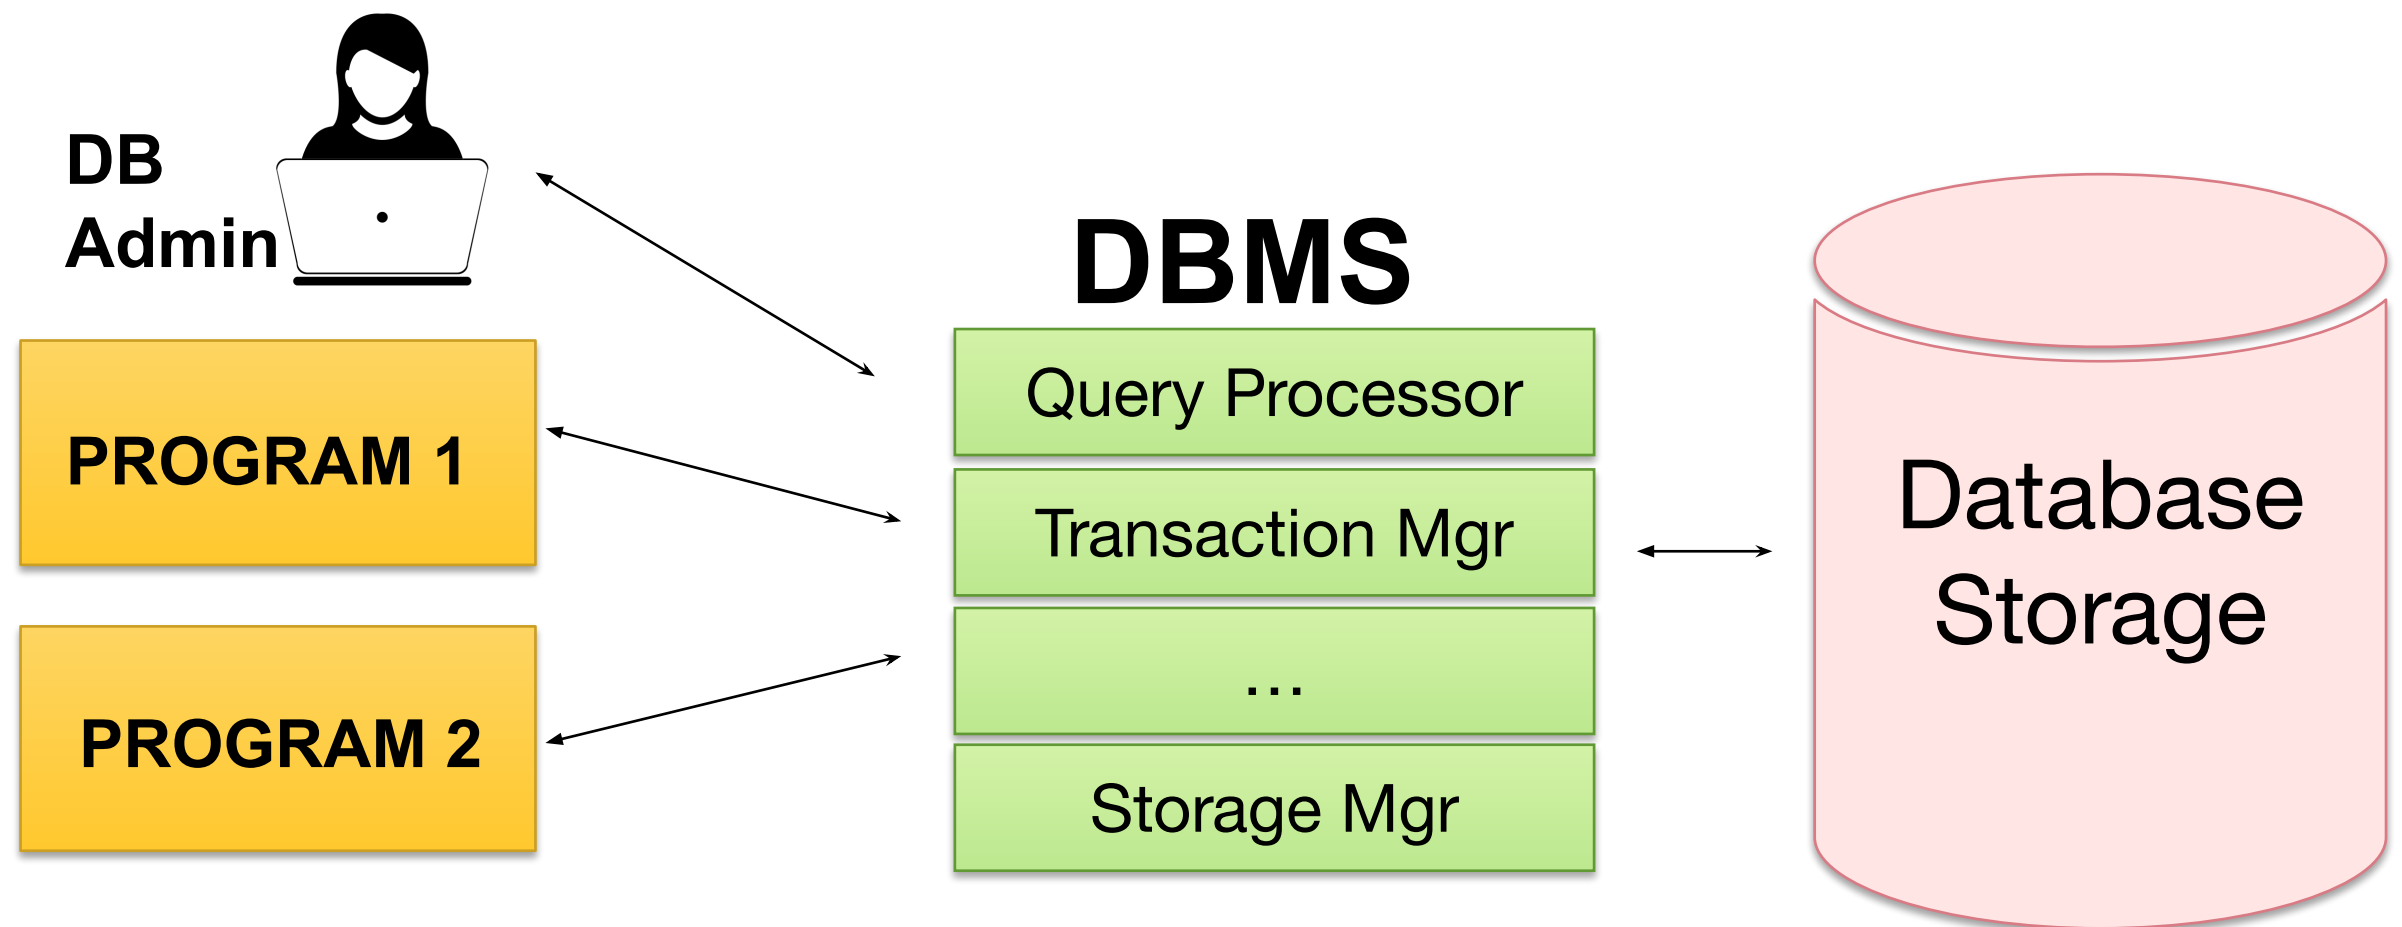 DB
Admin
PROGRAM 1
PROGRAM 2
DBMS
Query Processor
Transaction Mgr
...
Storage Mgr
Database
Storage